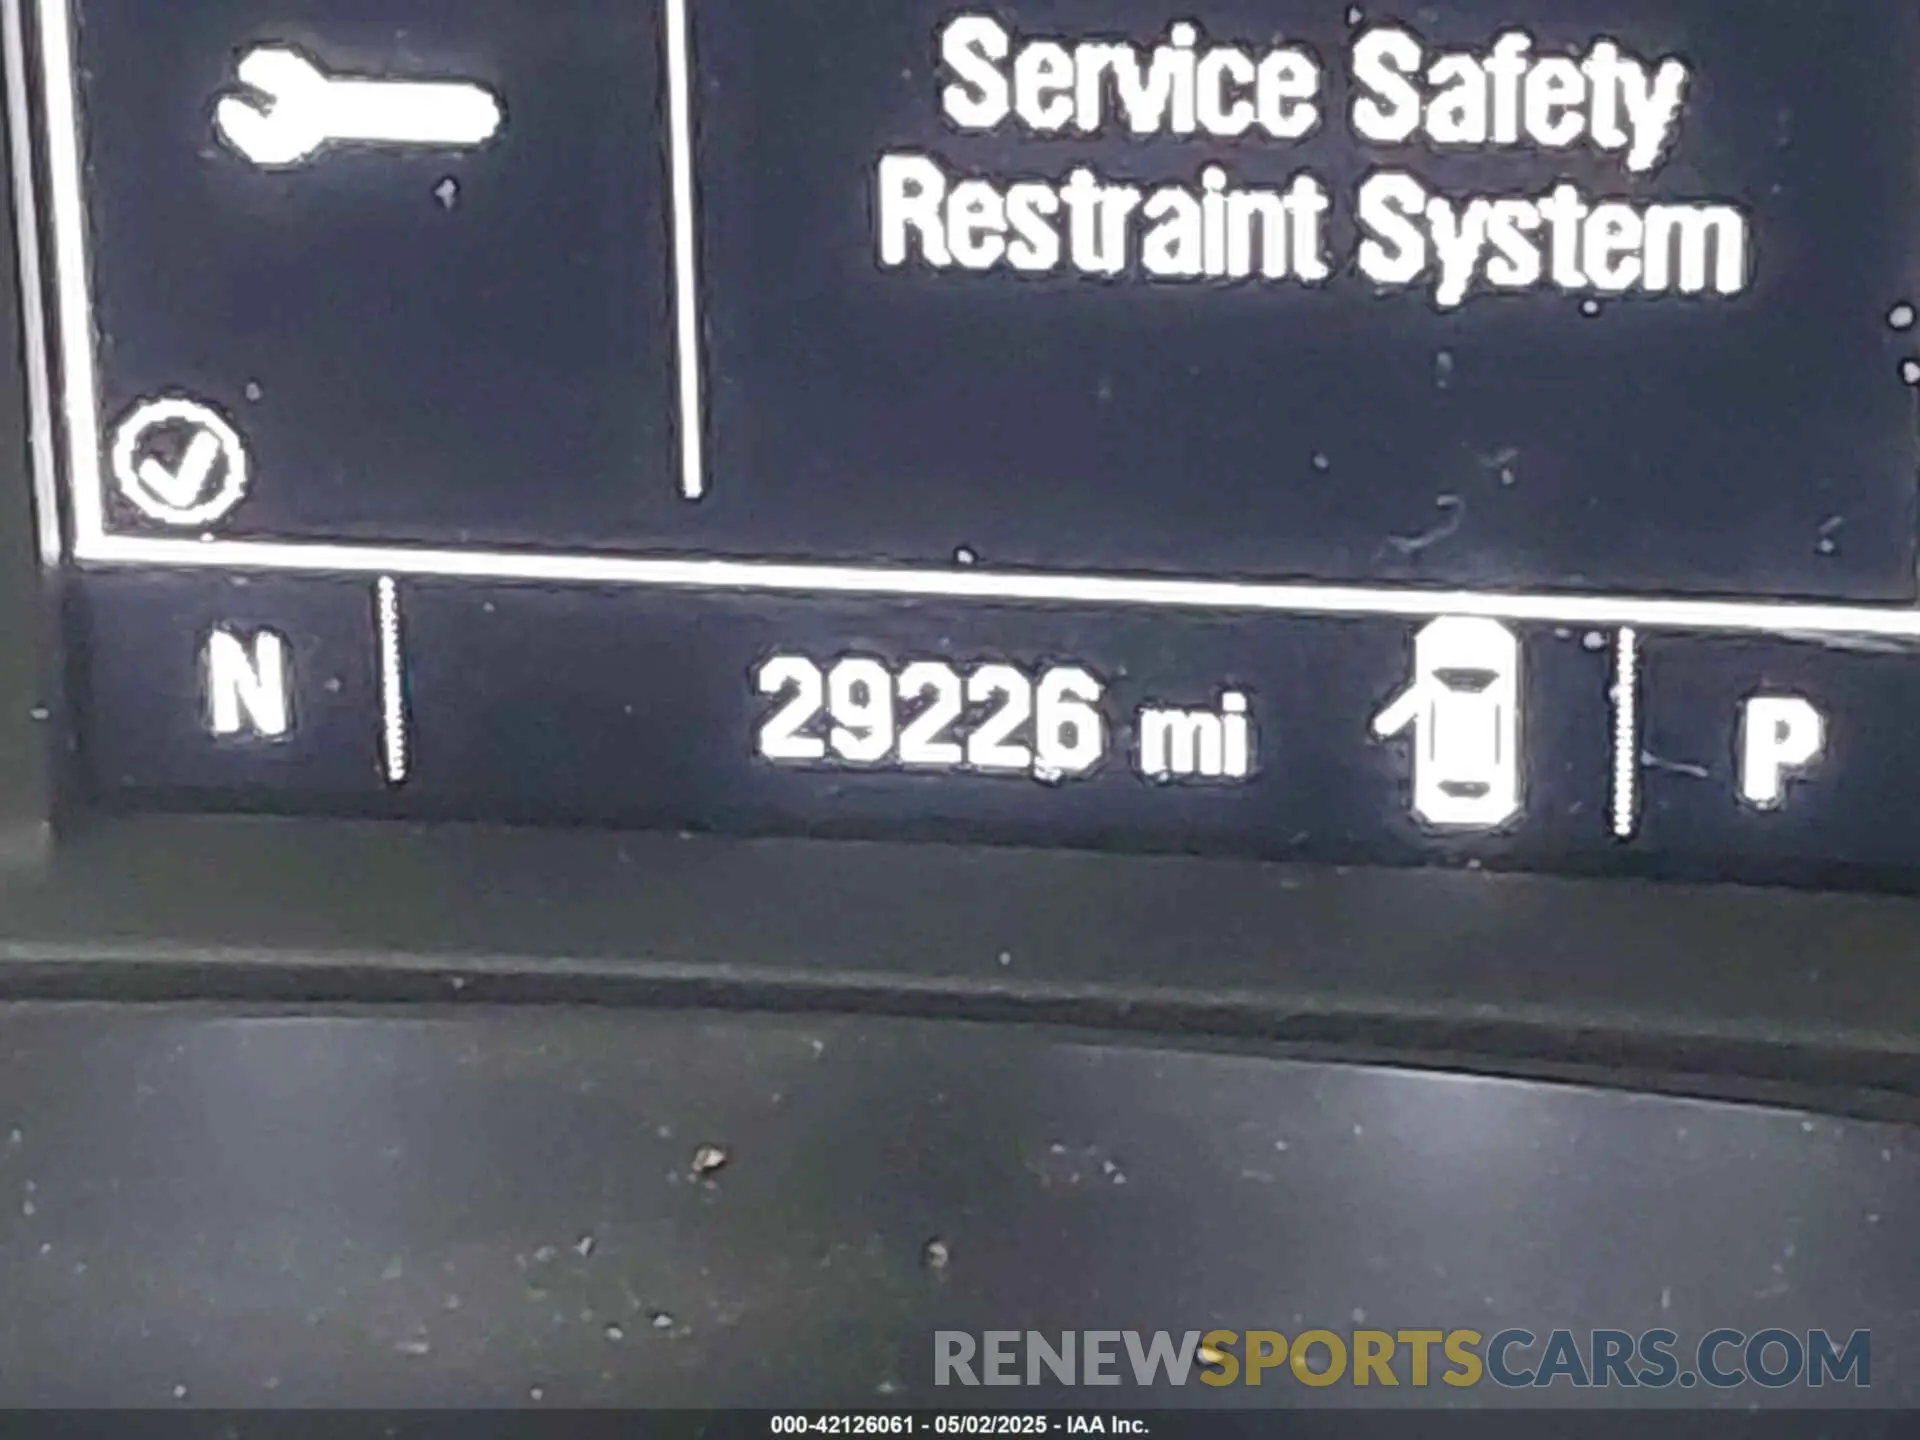 Service Safety
Restraint System
N
29226 mi
P
RENEWSPORTSCARS.COM
000-42126061 - 05/02/2025 - IAA Inc.